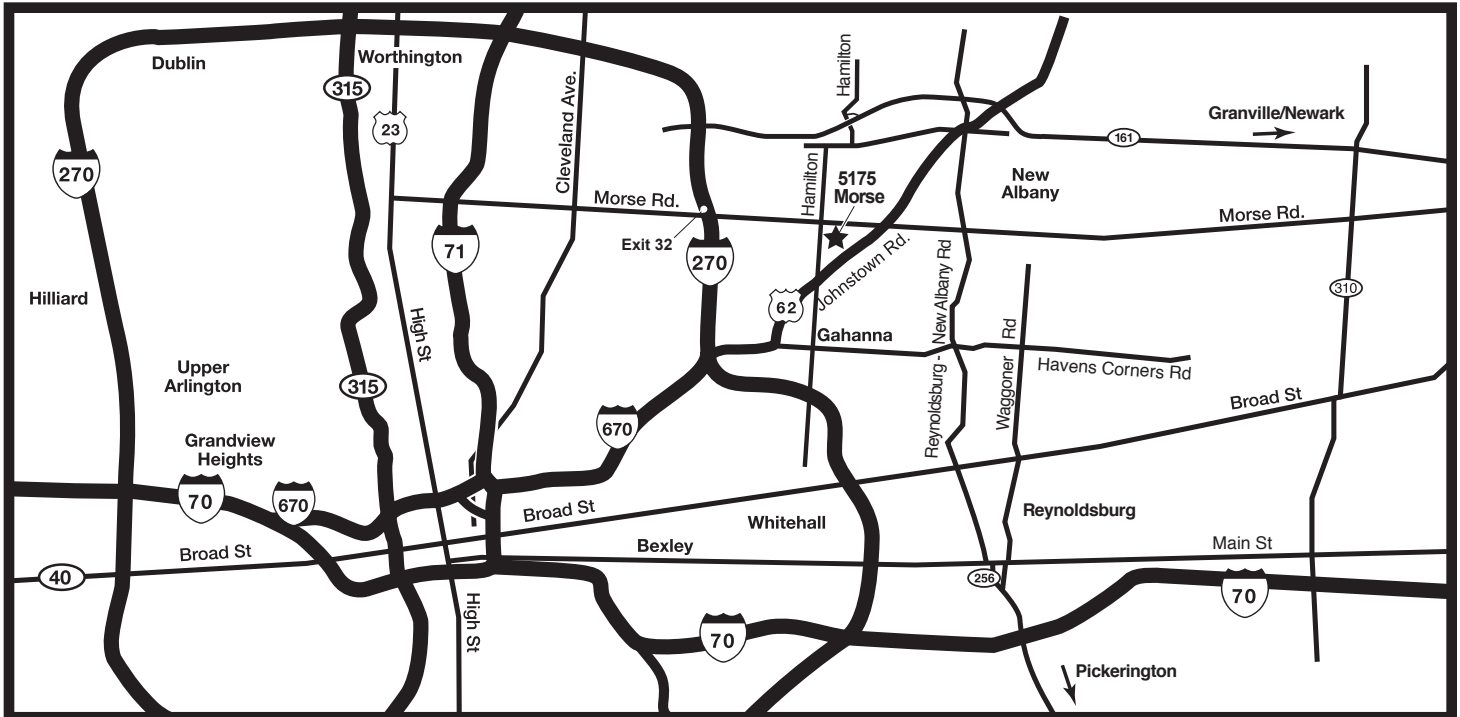 Dublin
Worthington
315
23
270
Cleveland Ave.
Hamilton
Granville/Newark
161
New
Albany
5175
Morse
Hamilton
Morse Rd.
Morse Rd.
Exit 32
71
270
Hilliard
High St
62
Johnstown Rd.
Gahanna
Reynoldsburg - New Albany Rd
Waggoner Rd
310
Havens Corners Rd
Upper
Arlington
315
Broad St
Grandview
Heights
670
70
670
Broad St
Whitehall
Reynoldsburg
Broad St
Bexley
Main St
40
256
70
High St
70
Pickerington